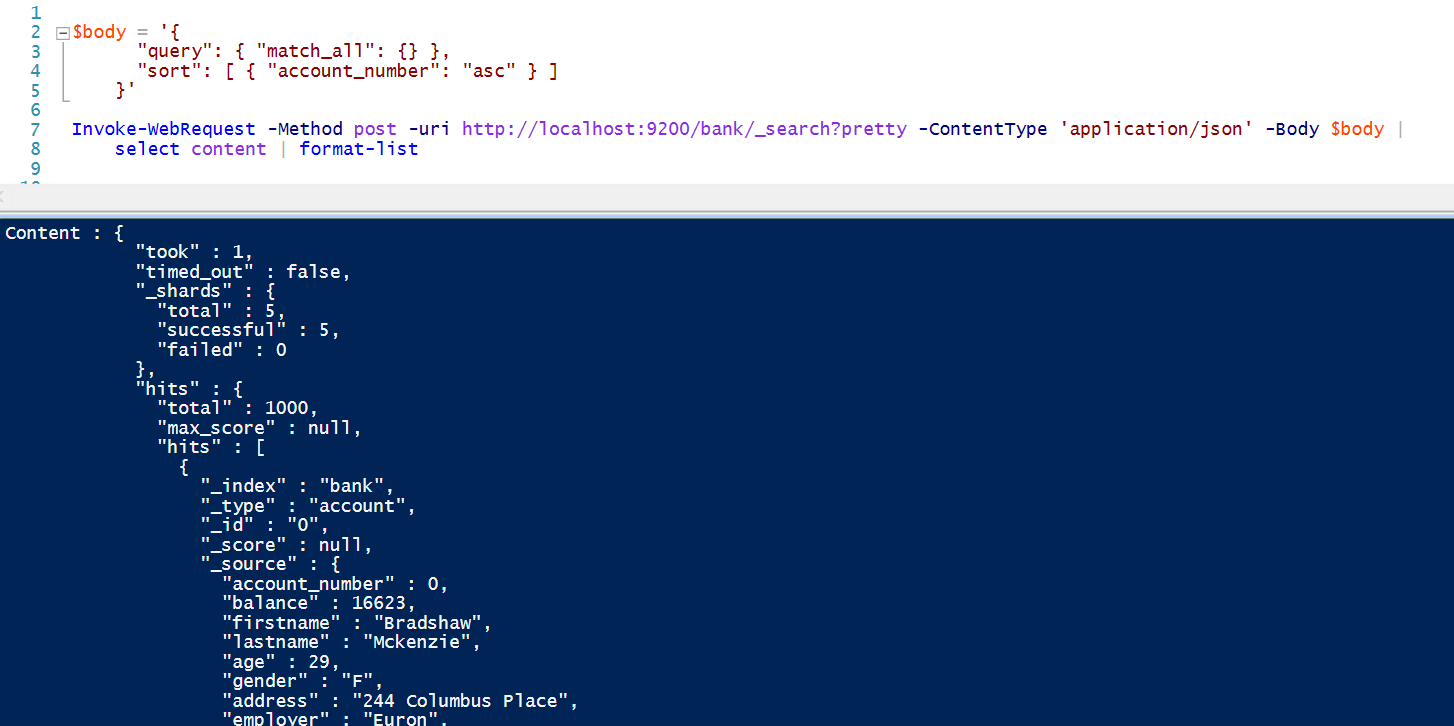 1
2 $body = '{
3 "query": { "match_all": {} },
4 "sort": [ { "account_number": "asc" } ]
5 }'
6
7 Invoke-WebRequest -Method post -uri http://localhost:9200/bank/_search?pretty -ContentType 'application/json' -Body $body |
8 select content | format-list
9
10
Content : {
"took" : 1,
"timed_out" : false,
"_shards" : {
"total" : 5,
"successful" : 5,
"failed" : 0
},
"hits" : {
"total" : 1000,
"max_score" : null,
"hits" : [
{
"_index" : "bank",
"_type" : "account",
"_id" : "0",
"_score" : null,
"_source" : {
"account_number" : 0,
"balance" : 16623,
"firstname" : "Bradshaw",
"lastname" : "Mckenzie",
"age" : 29,
"gender" : "F",
"address" : "244 Columbus Place",
"employer" : "Euron",